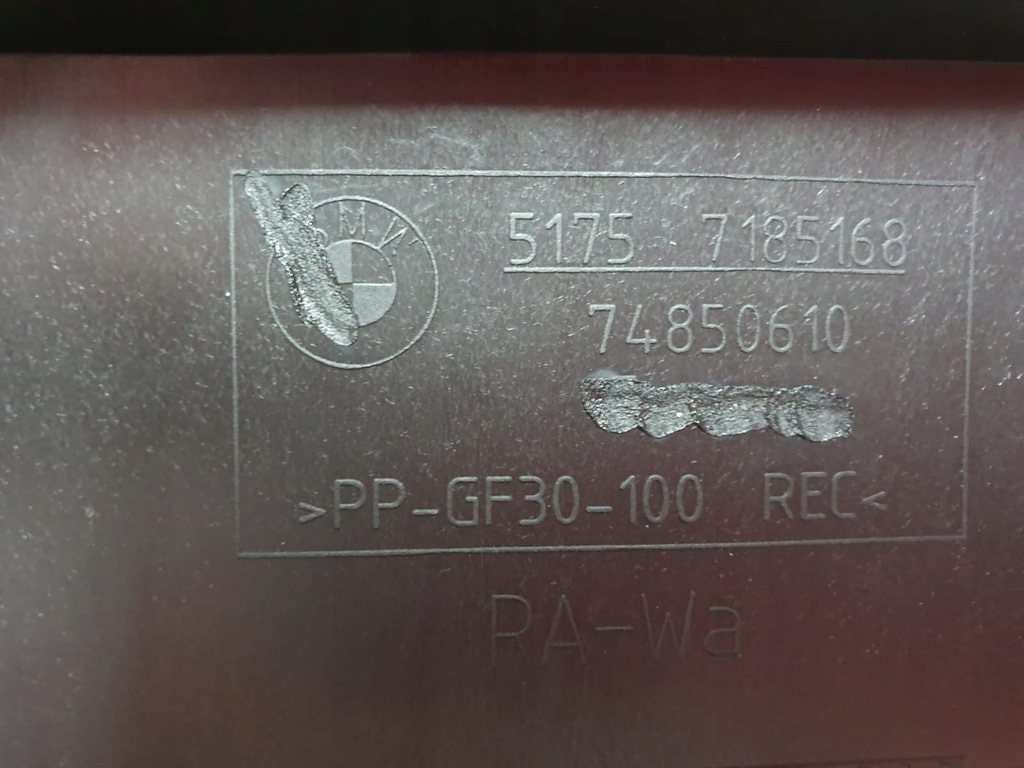 BMW
5175 7185168
74850610
>PP-GF30-100 REC<
RA-Wa